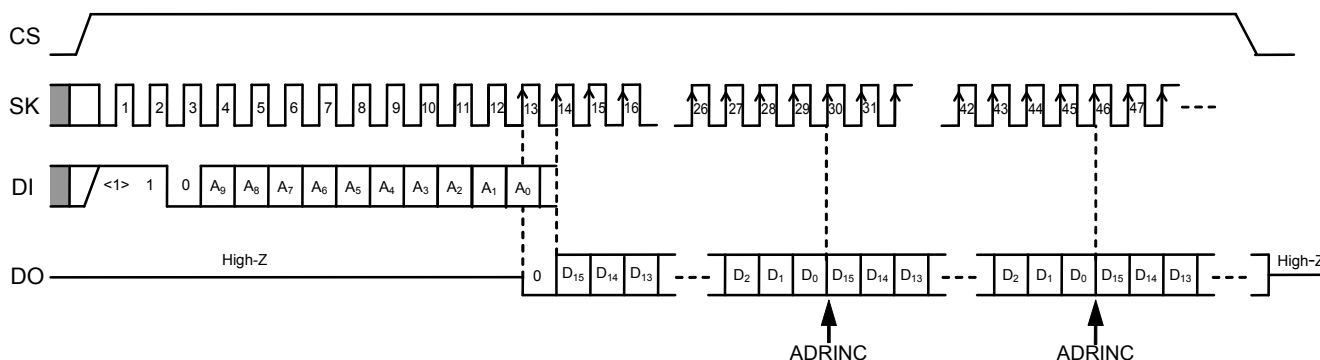 CS
SK 1 2 3 4 5 6 7 8 9 10 11 12 13 14 15 16 26 27 28 29 30 31 42 43 44 45 46 47
DI <1> 1 0 A₉ A₈ A₇ A₆ A₅ A₄ A₃ A₂ A₁ A₀
DO High-Z 0 D₁₅ D₁₄ D₁₃ D₂ D₁ D₀ D₁₅ D₁₄ D₁₃ D₂ D₁ D₀ D₁₅ D₁₄ D₁₃ High-Z
ADRINC ADRINC